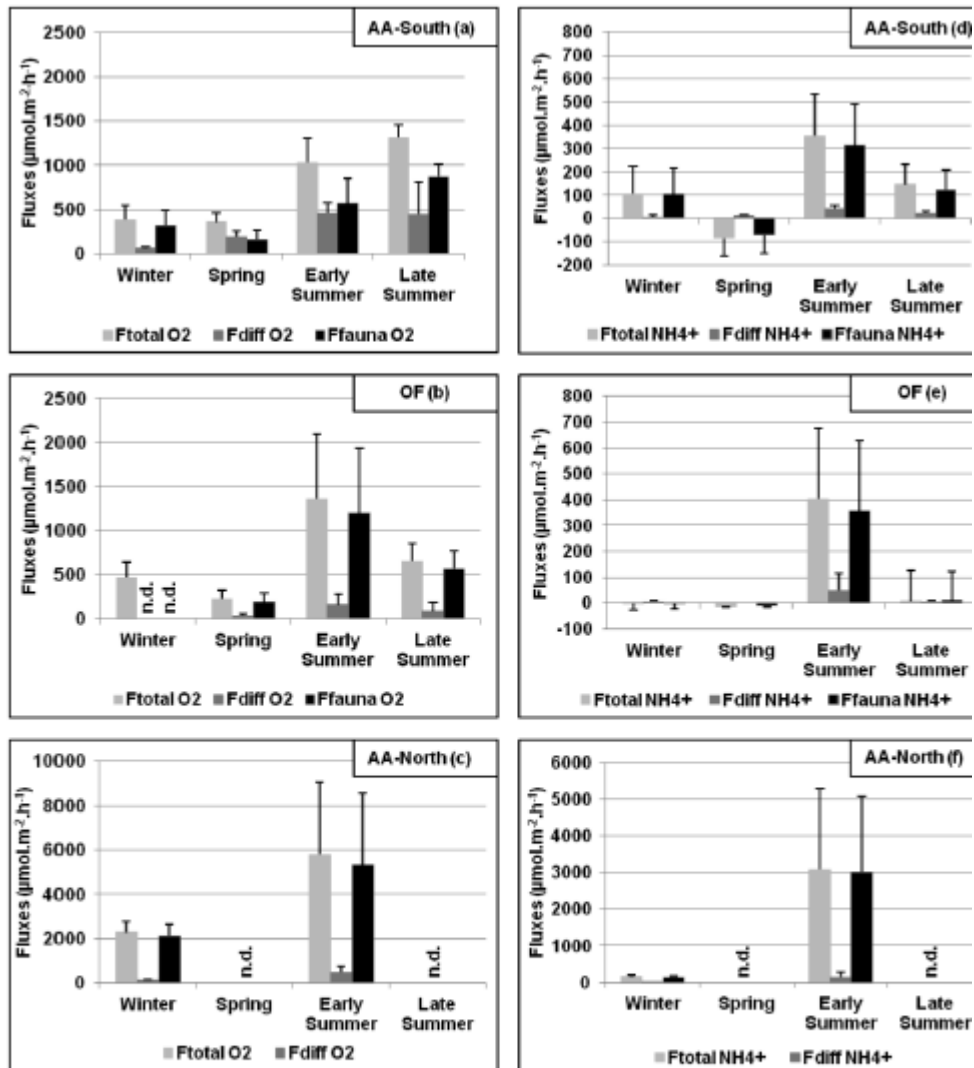 AA-South (a)
Fluxes (µmol.m-2.h-1)
2500
2000
1500
1000
500
0
Winter Spring Early Summer Late Summer
Ftotal O2 Fdiff O2 Ffauna O2
AA-South (d)
Fluxes (µmol.m-2.h-1)
800
700
600
500
400
300
200
100
0
-100
-200
Winter Spring Early Summer Late Summer
Ftotal NH4+ Fdiff NH4+ Ffauna NH4+
OF (b)
Fluxes (µmol.m-2.h-1)
2500
2000
1500
1000
500
0
n.d. n.d.
Winter Spring Early Summer Late Summer
Ftotal O2 Fdiff O2 Ffauna O2
OF (e)
Fluxes (µmol.m-2.h-1)
800
700
600
500
400
300
200
100
0
-100
Winter Spring Early Summer Late Summer
Ftotal NH4+ Fdiff NH4+ Ffauna NH4+
AA-North (c)
Fluxes (µmol.m-2.h-1)
10000
8000
6000
4000
2000
0
n.d. n.d.
Winter Spring Early Summer Late Summer
Ftotal O2 Fdiff O2
AA-North (f)
Fluxes (µmol.m-2.h-1)
6000
5000
4000
3000
2000
1000
0
n.d. n.d.
Winter Spring Early Summer Late Summer
Ftotal NH4+ Fdiff NH4+